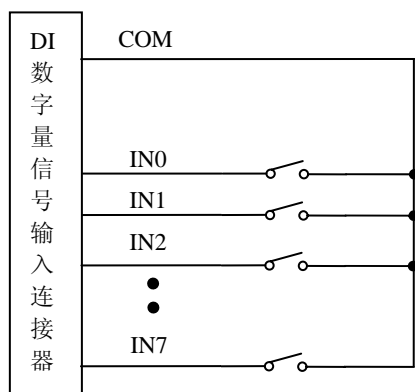 DI
数
字
量
信
号
输
入
连
接
器
COM
IN0
IN1
IN2
IN7